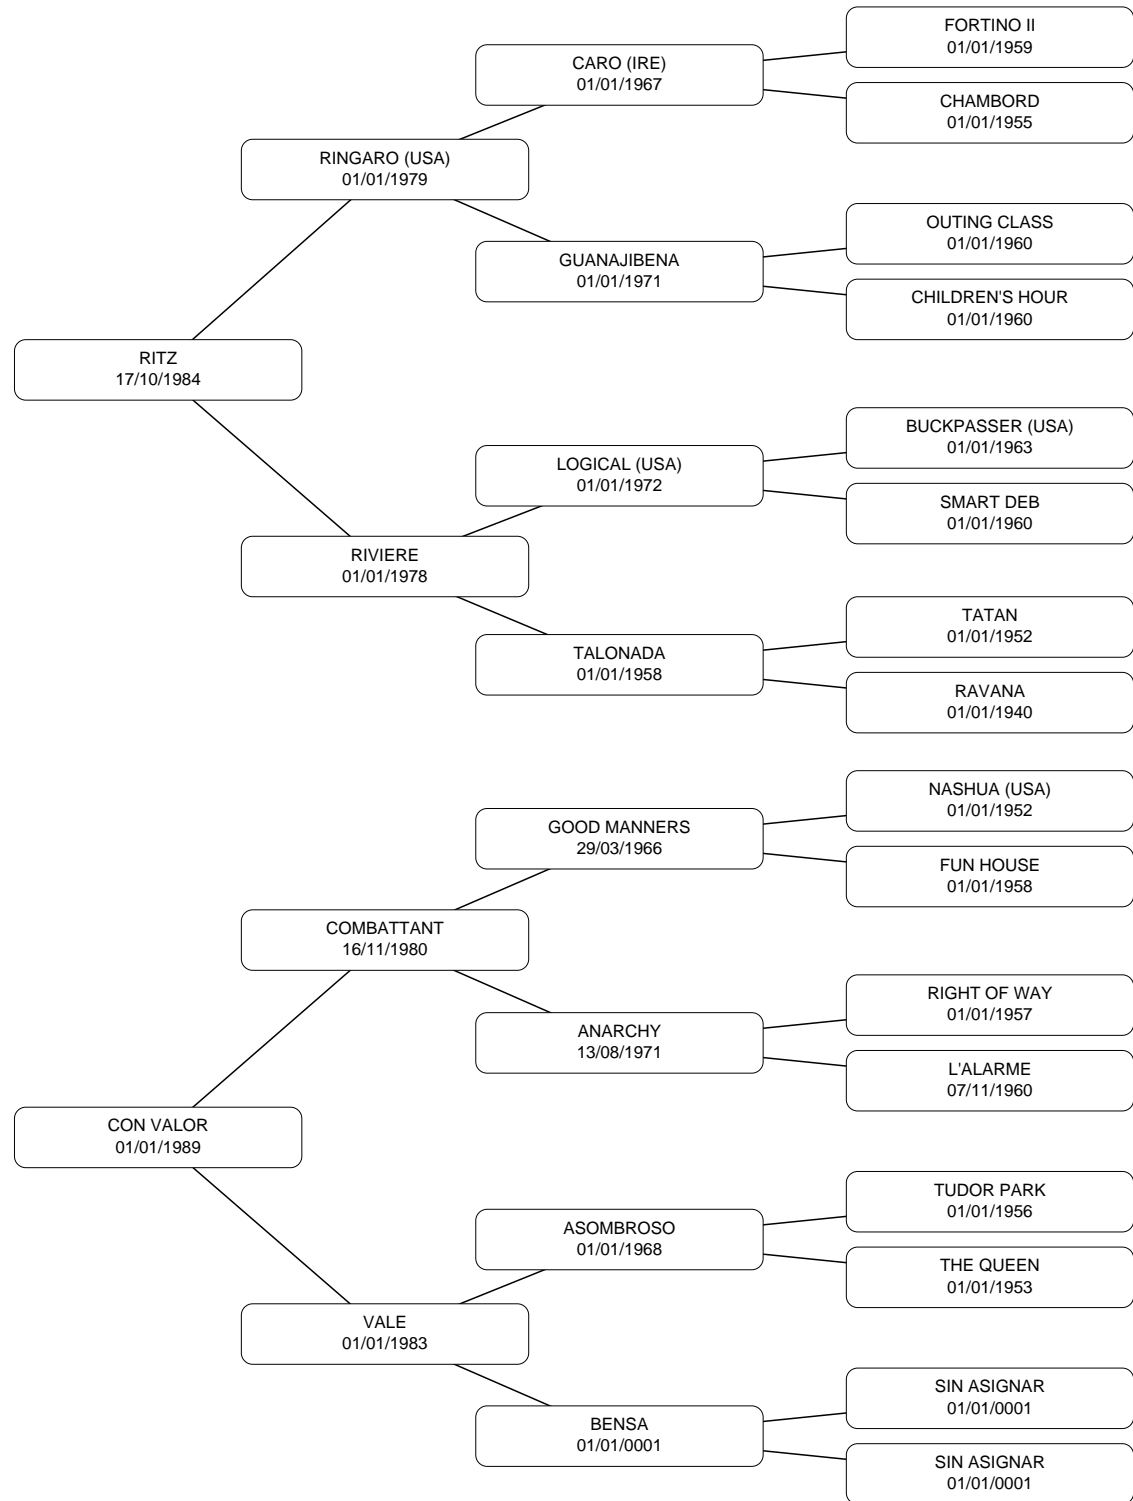 FORTINO II
01/01/1959
CARO (IRE)
01/01/1967
CHAMBORD
01/01/1955
RINGARO (USA)
01/01/1979
OUTING CLASS
01/01/1960
GUANAJIBENA
01/01/1971
CHILDREN'S HOUR
01/01/1960
RITZ
17/10/1984
BUCKPASSER (USA)
01/01/1963
LOGICAL (USA)
01/01/1972
SMART DEB
01/01/1960
RIVIERE
01/01/1978
TATAN
01/01/1952
TALONADA
01/01/1958
RAVANA
01/01/1940
NASHUA (USA)
01/01/1952
GOOD MANNERS
29/03/1966
FUN HOUSE
01/01/1958
COMBATTANT
16/11/1980
RIGHT OF WAY
01/01/1957
ANARCHY
13/08/1971
L'ALARME
07/11/1960
CON VALOR
01/01/1989
TUDOR PARK
01/01/1956
ASOMBROSO
01/01/1968
THE QUEEN
01/01/1953
VALE
01/01/1983
SIN ASIGNAR
01/01/0001
BENSA
01/01/0001
SIN ASIGNAR
01/01/0001